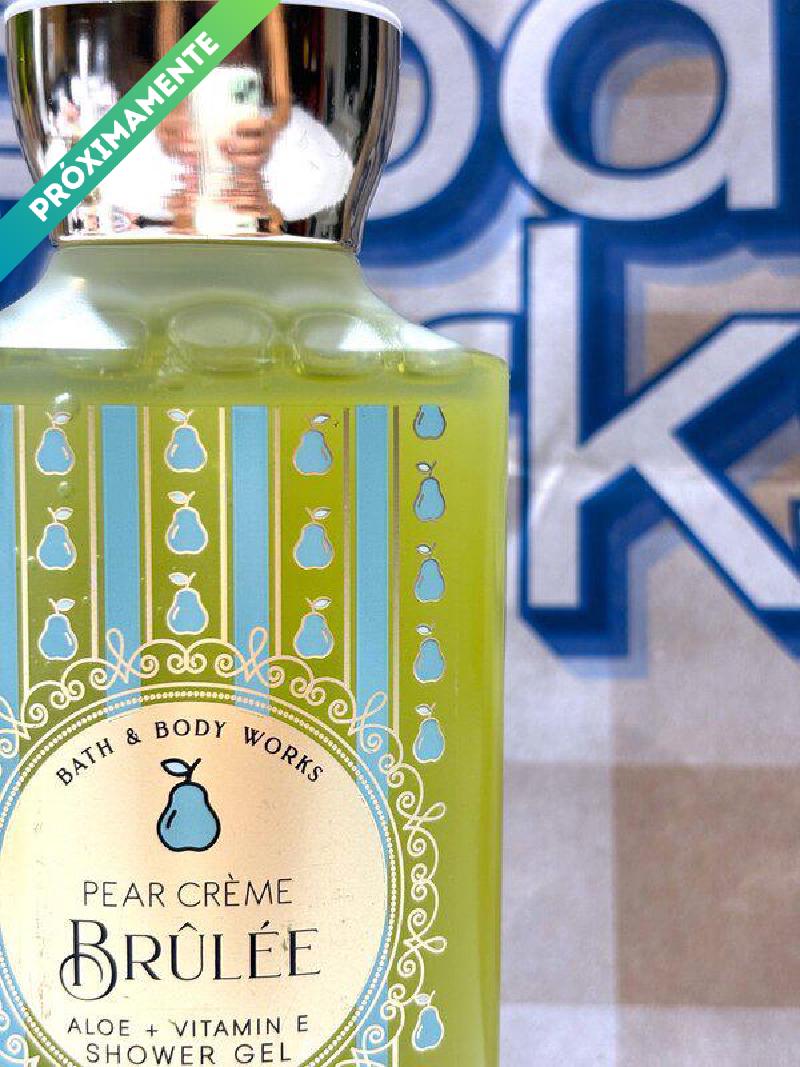 PRÓXIMAMENTE
BATH & BODY WORKS
PEAR CRÈME
BRÛLÉE
ALOE + VITAMIN E
SHOWER GEL